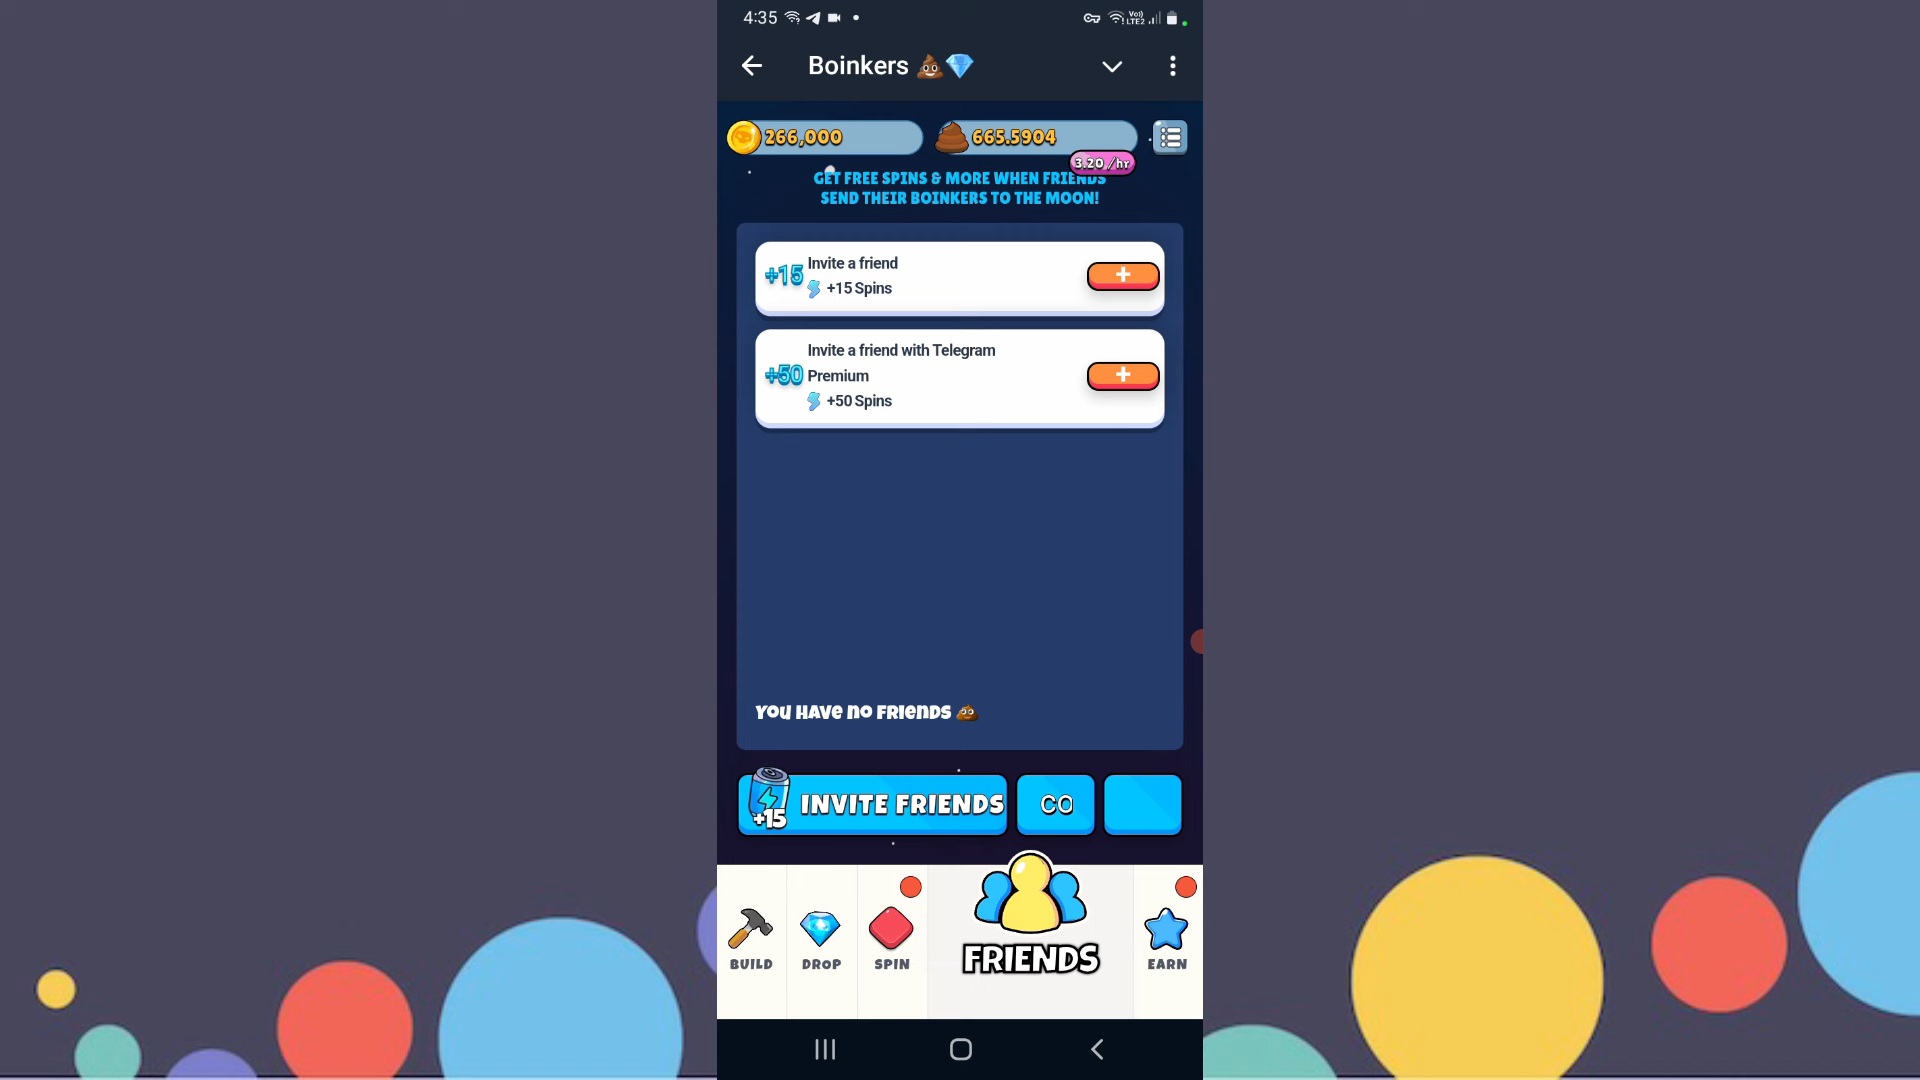 4:35
Vo)
LTE2
Boinkers 💩💎
266,000
665.5904
3.20 /hr
GET FREE SPINS & MORE WHEN FRIENDS
SEND THEIR BOINKERS TO THE MOON!
+15
Invite a friend
+15 Spins
+
+50
Invite a friend with Telegram
Premium
+50 Spins
+
You Have no Friends 💩
+15
INVITE FRIENDS
CO
BUILD
DROP
SPIN
FRIENDS
EARN